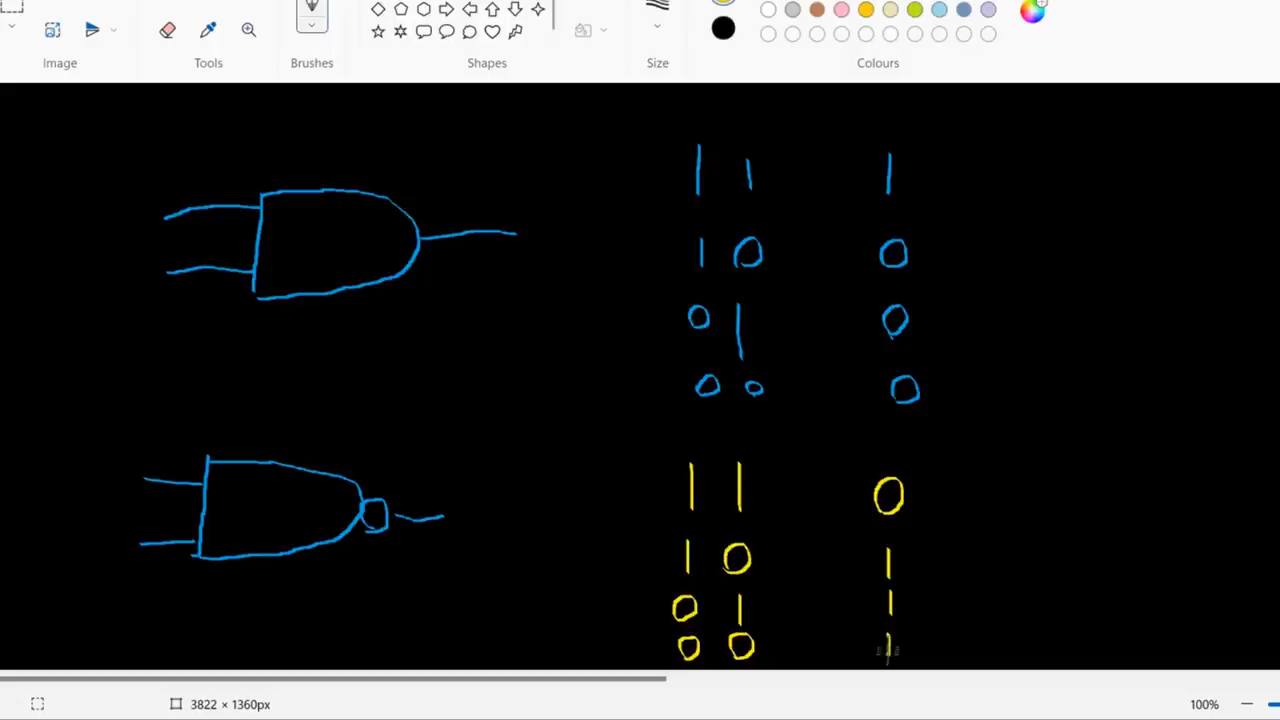 Image Tools Brushes Shapes Size Colours
1 1 1
1 0 0
0 1 0
0 0 0
1 1 0
1 0 1
0 1 1
0 0 1
3822 × 1360px 100%